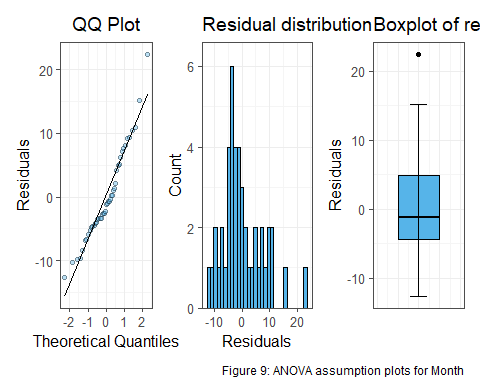 QQ Plot
Residuals
20
10
0
-10
-2 -1 0 1 2
Theoretical Quantiles
Residual distribution
Count
6
4
2
0
-10 0 10 20
Residuals
Boxplot of re
Residuals
20
10
0
-10
Figure 9: ANOVA assumption plots for Month